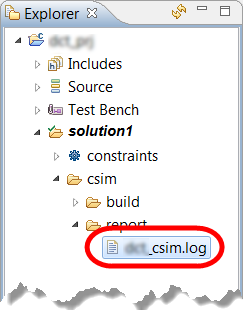 Explorer
Includes
Source
Test Bench
solution1
constraints
csim
build
report
_csim.log